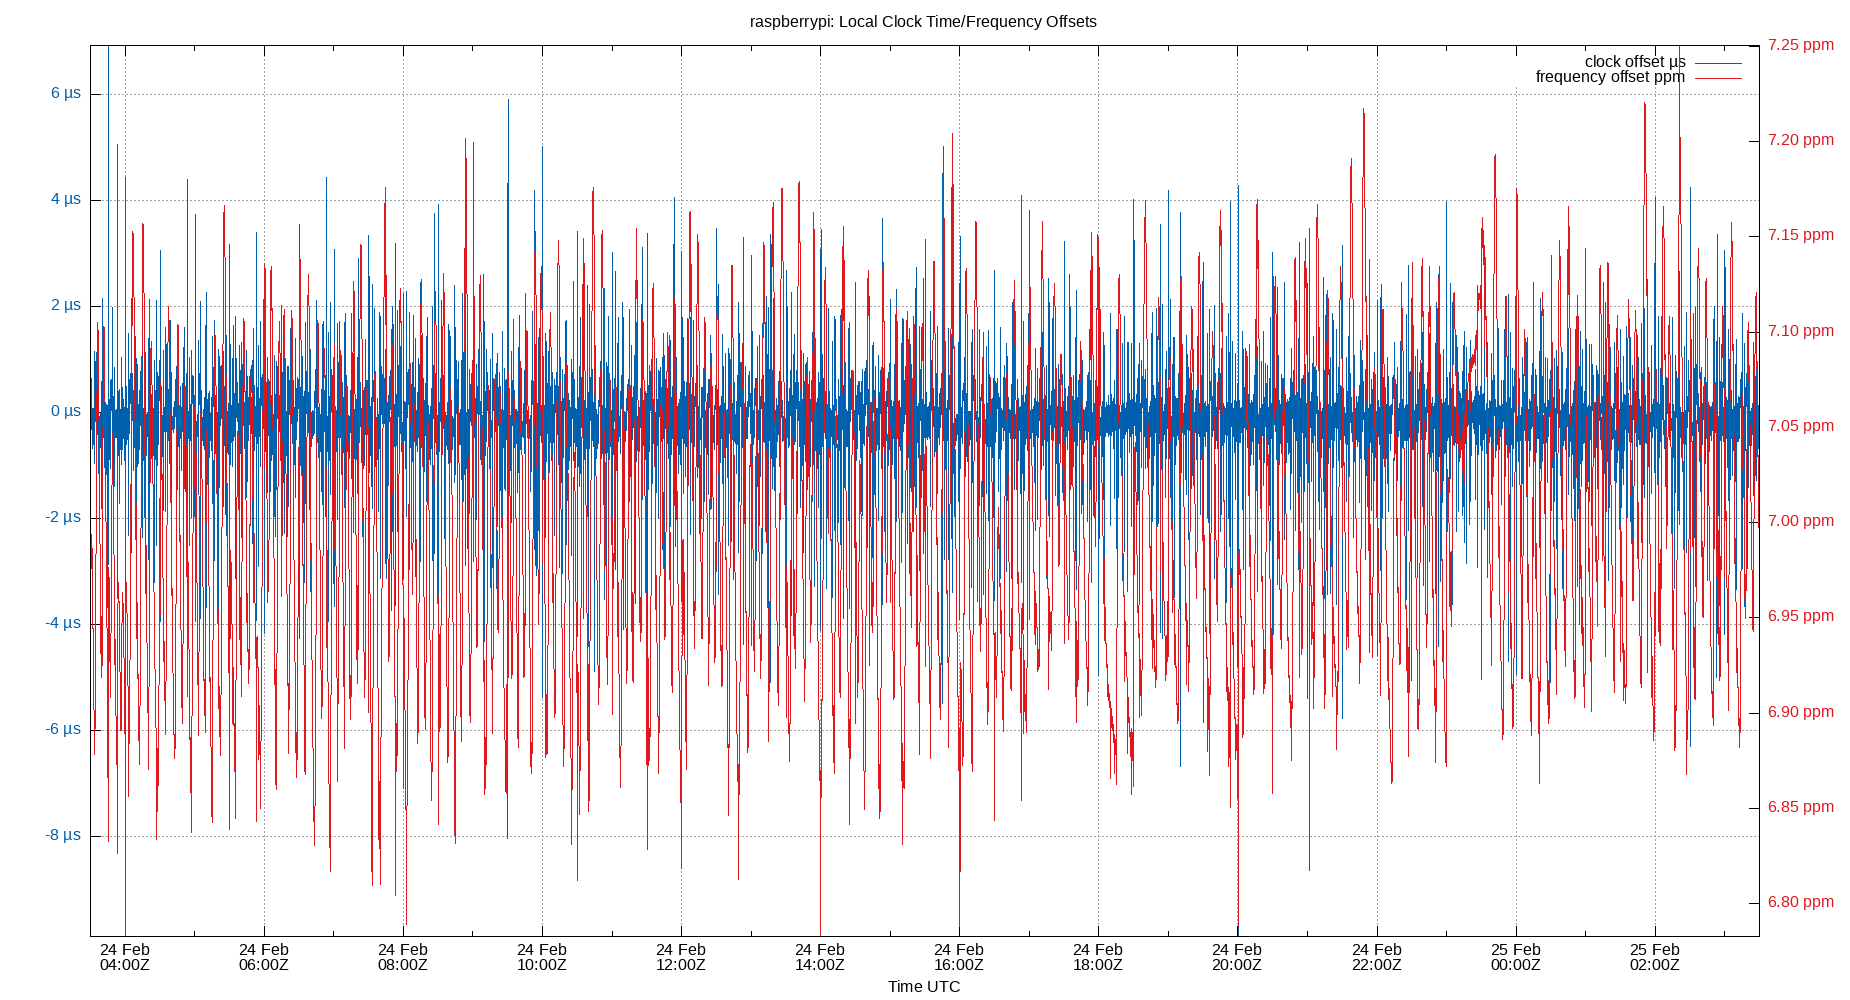 raspberrypi: Local Clock Time/Frequency Offsets
7.25 ppm
clock offset µs
frequency offset ppm
6 µs
7.20 ppm
4 µs
7.15 ppm
2 µs
7.10 ppm
0 µs
7.05 ppm
-2 µs
7.00 ppm
-4 µs
6.95 ppm
-6 µs
6.90 ppm
-8 µs
6.85 ppm
6.80 ppm
24 Feb 24 Feb 24 Feb 24 Feb 24 Feb 24 Feb 24 Feb 24 Feb 24 Feb 24 Feb 25 Feb 25 Feb
04:00Z 06:00Z 08:00Z 10:00Z 12:00Z 14:00Z 16:00Z 18:00Z 20:00Z 22:00Z 00:00Z 02:00Z
Time UTC